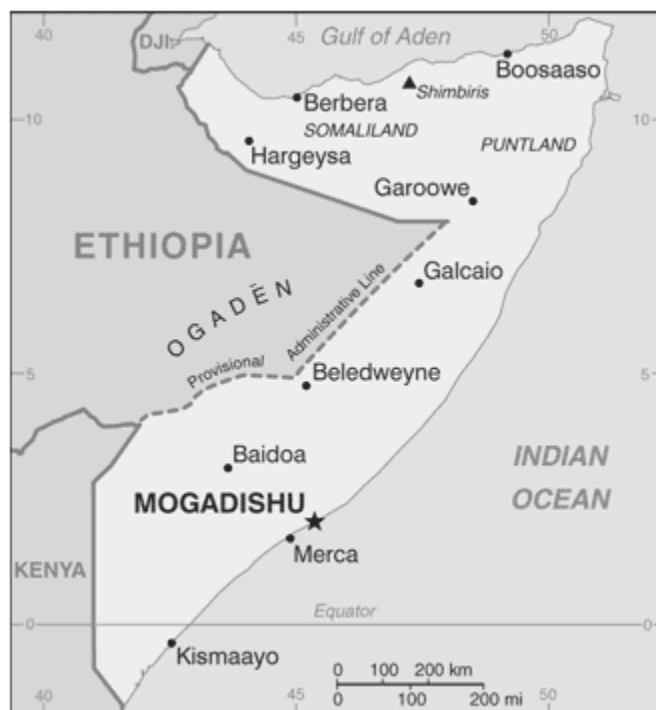 40
45
50
DJI.
Gulf of Aden
Boosaaso
Berbera
Shimbiris
10
SOMALILAND
10
Hargeysa
PUNTLAND
Garoowe
ETHIOPIA
Galcaio
OGADĒN
Administrative Line
Provisional
5
Beledweyne
5
Baidoa
INDIAN
OCEAN
MOGADISHU
Merca
KENYA
Equator
0
0
Kismaayo
0 100 200 km
0 100 200 mi
40
45
50